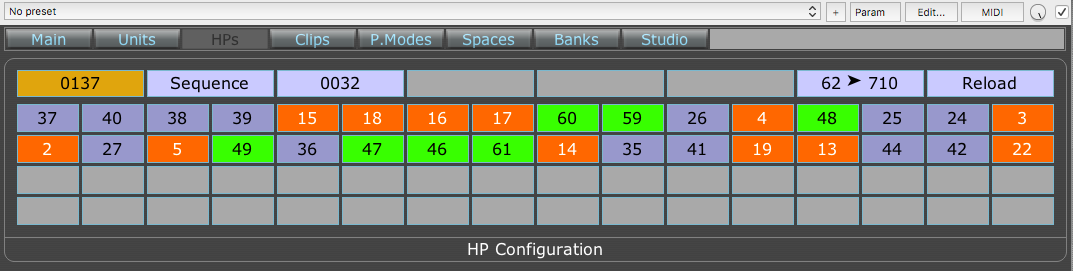 No preset + Param Edit... MIDI
Main Units HPs Clips P.Modes Spaces Banks Studio
0137 Sequence 0032 62 ➤ 710 Reload
37 40 38 39 15 18 16 17 60 59 26 4 48 25 24 3
2 27 5 49 36 47 46 61 14 35 41 19 13 44 42 22
HP Configuration